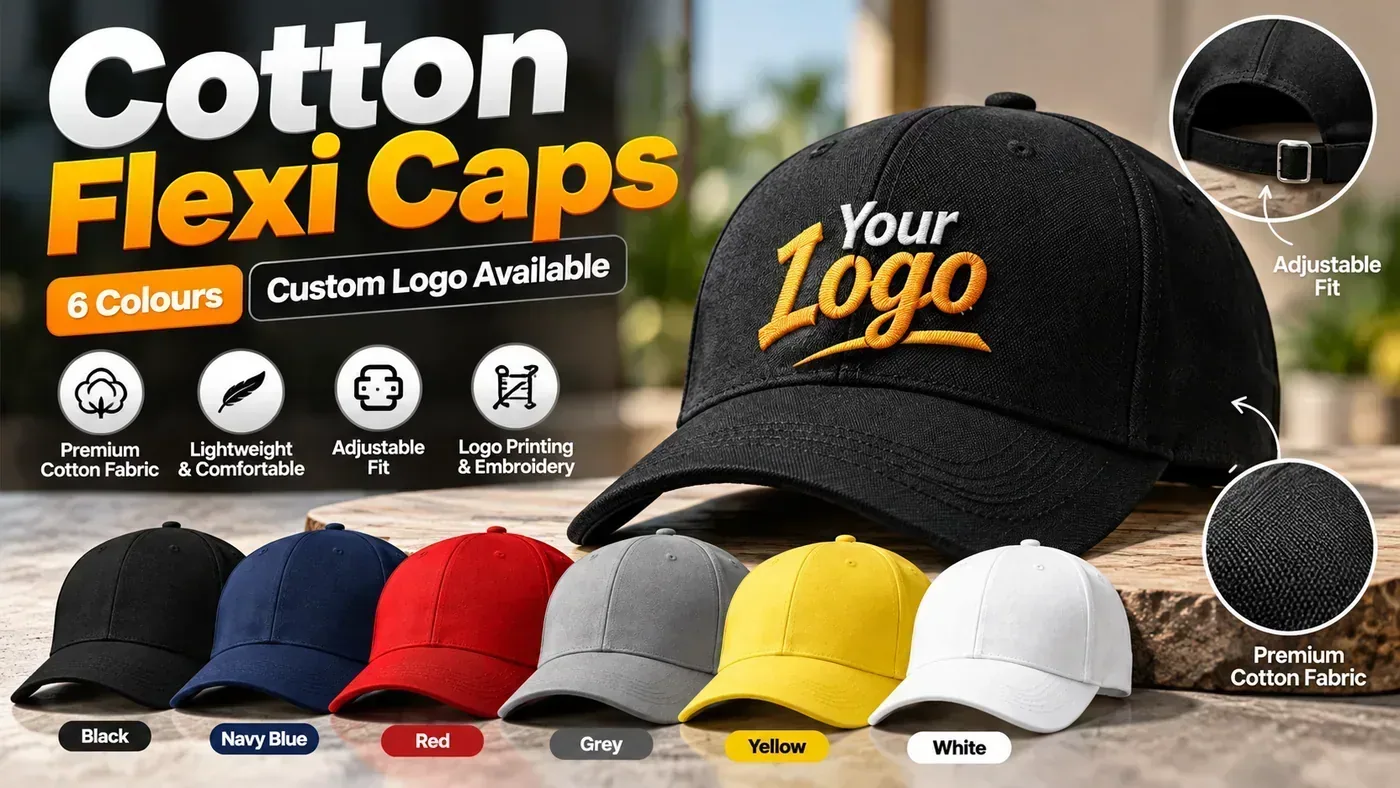 Cotton
Flexi Caps
6 Colours
Custom Logo Available
Premium
Cotton Fabric
Lightweight
& Comfortable
Adjustable
Fit
Logo Printing
& Embroidery
Your
Logo
Adjustable
Fit
Premium
Cotton Fabric
Black
Navy Blue
Red
Grey
Yellow
White